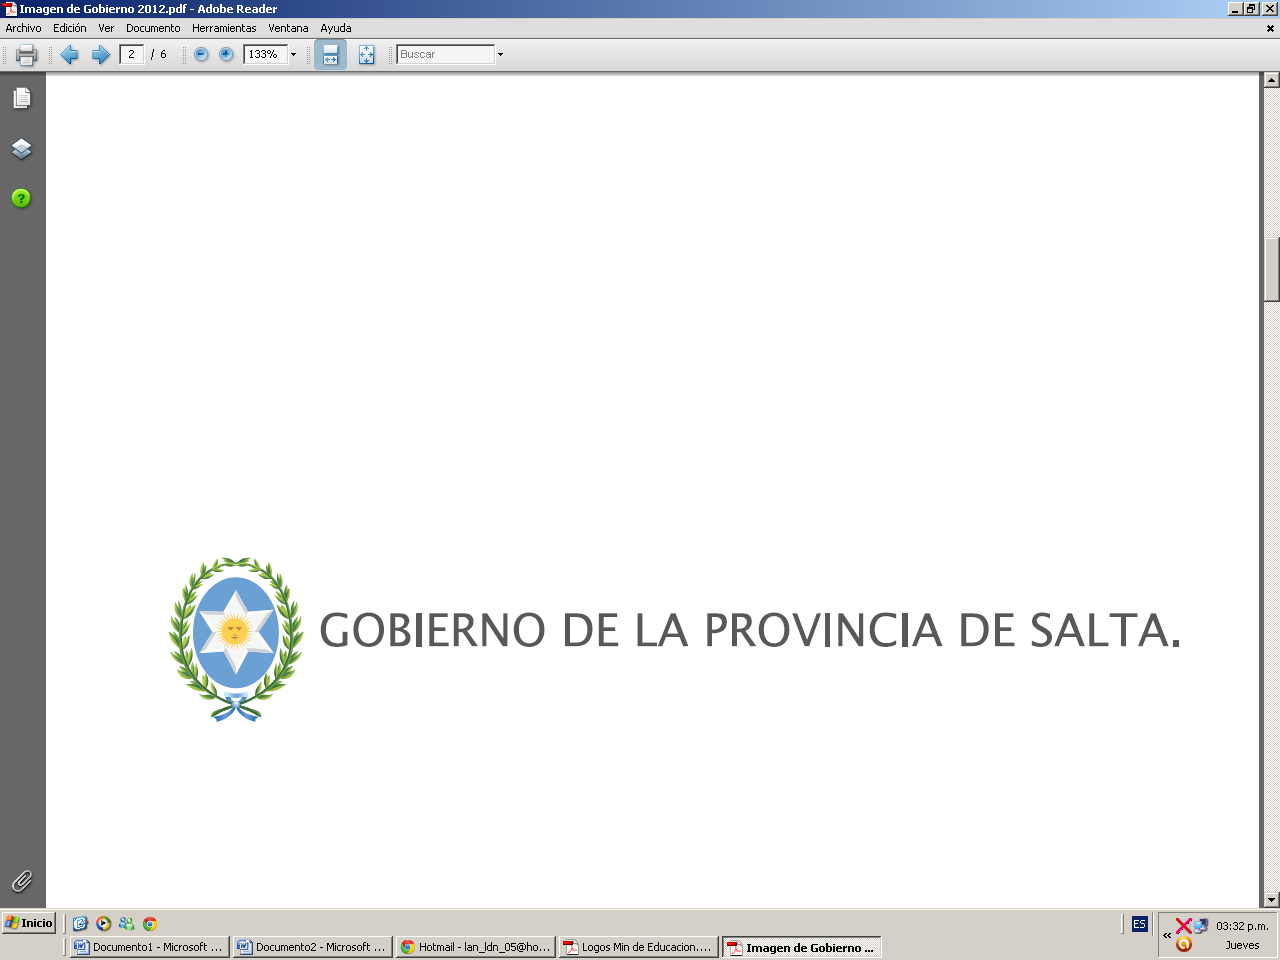 Imagen de Gobierno 2012.pdf - Adobe Reader
Archivo Edición Ver Documento Herramientas Ventana Ayuda
2 / 6 133% Buscar
GOBIERNO DE LA PROVINCIA DE SALTA.
Inicio ES 03:32 p.m.
Jueves
Documento1 - Microsoft ... Documento2 - Microsoft ... Hotmail - lan_ldn_05@ho... Logos Min de Educacion.... Imagen de Gobierno ...